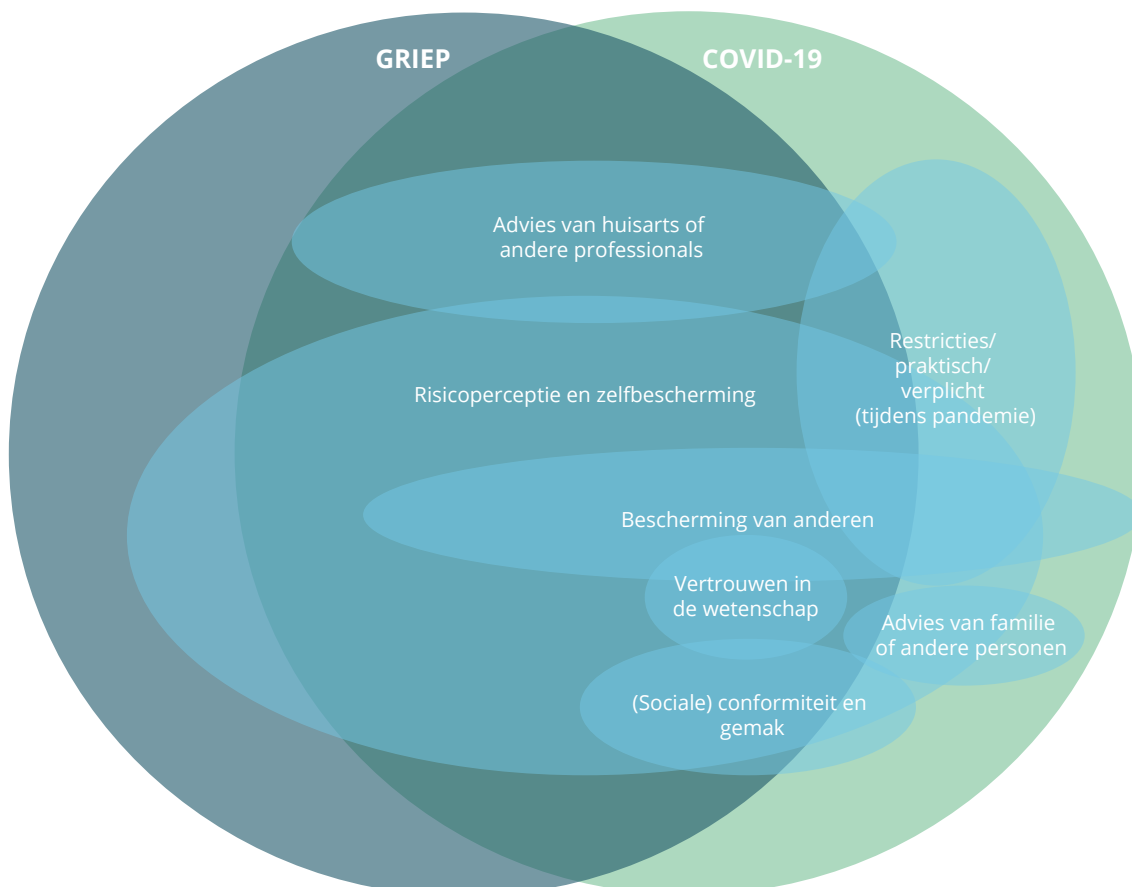 GRIEP
COVID-19
Advies van huisarts of
andere professionals
Restricties/
praktisch/
verplicht
(tijdens pandemie)
Risicoperceptie en zelfbescherming
Bescherming van anderen
Vertrouwen in
de wetenschap
Advies van familie
of andere personen
(Sociale) conformiteit en
gemak